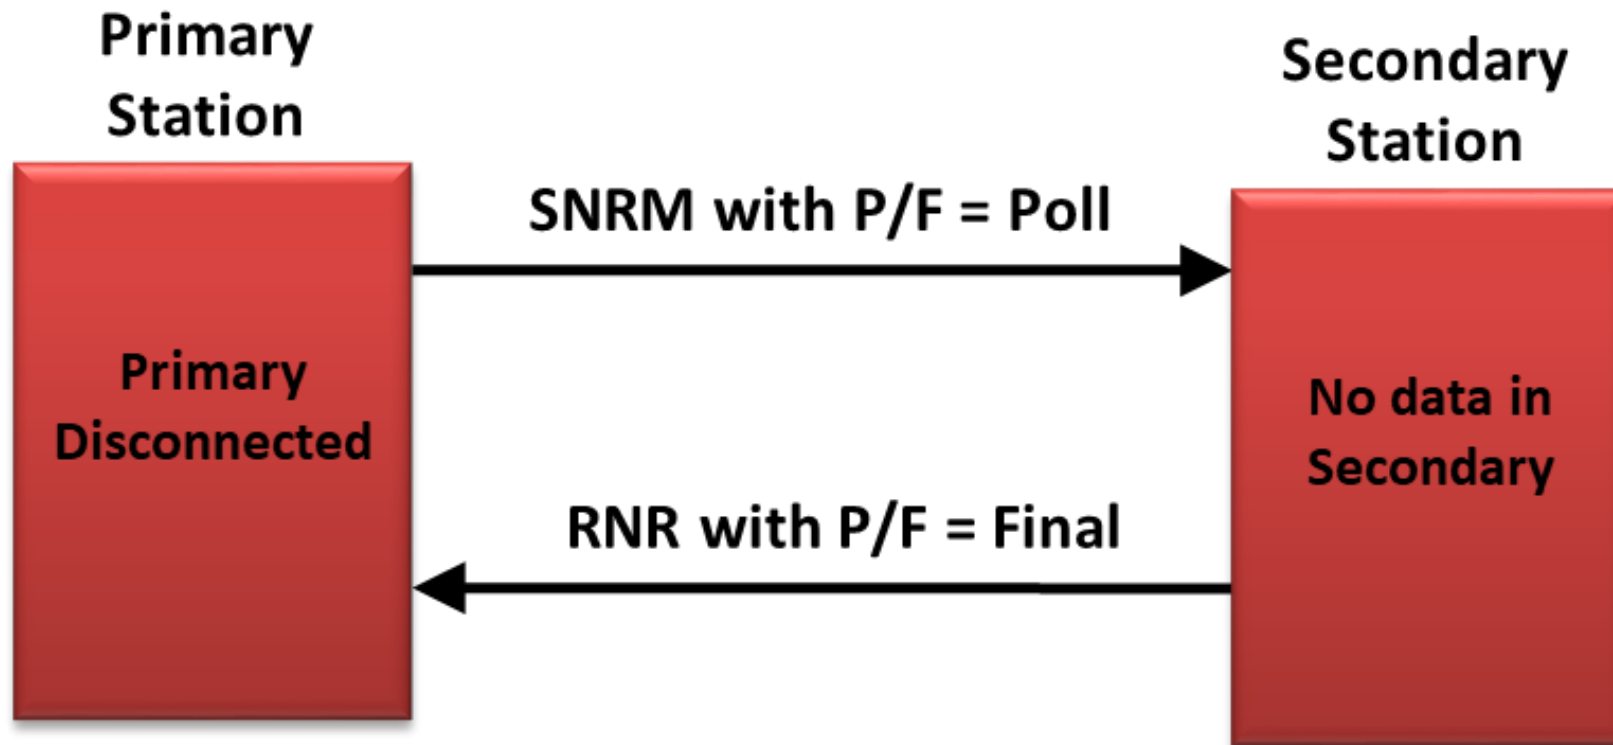 Primary
Station
Secondary
Station
SNRM with P/F = Poll
Primary
Disconnected
No data in
Secondary
RNR with P/F = Final